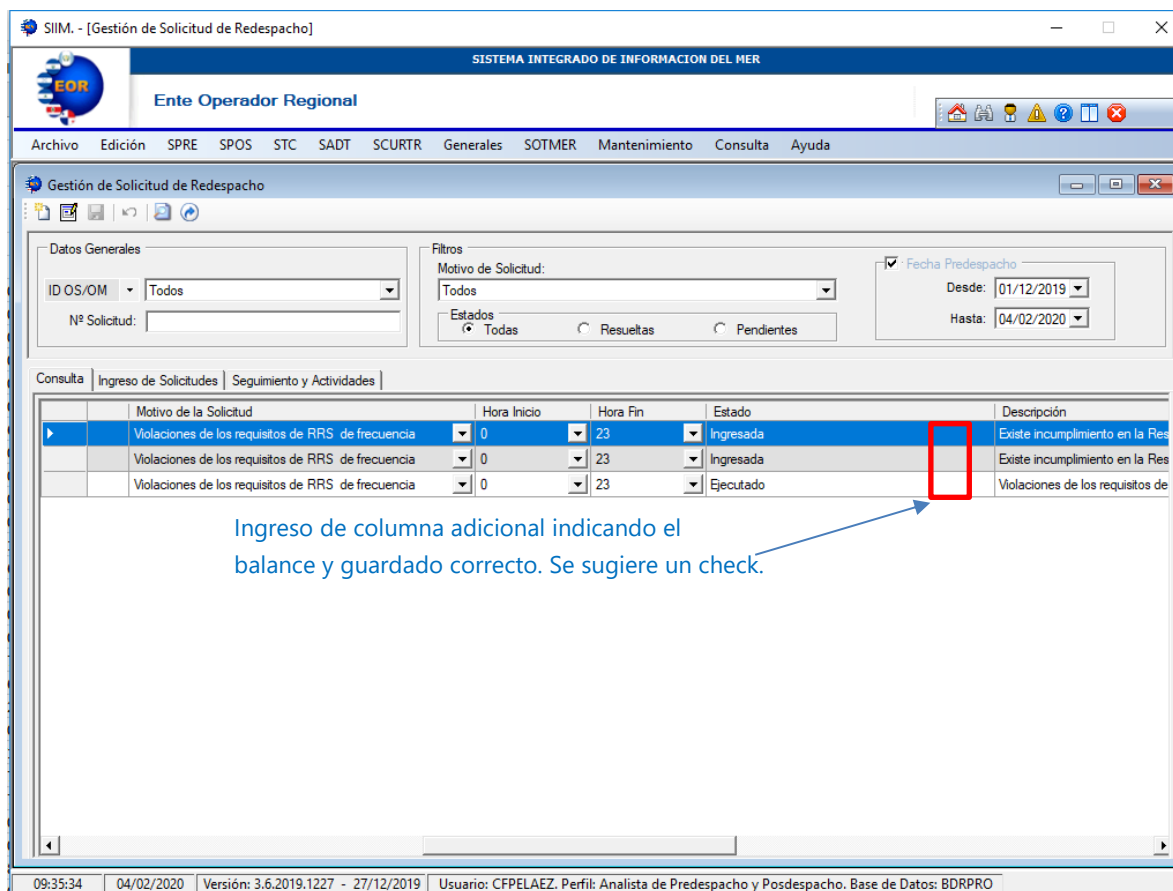 SIIM. - [Gestión de Solicitud de Redespacho]
SISTEMA INTEGRADO DE INFORMACION DEL MER
EOR
Ente Operador Regional
Archivo Edición SPRE SPOS STC SADT SCURTR Generales SOTMER Mantenimiento Consulta Ayuda
Gestión de Solicitud de Redespacho
Datos Generales
ID OS/OM Todos
Nº Solicitud:
Filtros
Motivo de Solicitud:
Todos
Estados
Todas Resueltas Pendientes
Fecha Predespacho
Desde: 01/12/2019
Hasta: 04/02/2020
Consulta Ingreso de Solicitudes Seguimiento y Actividades
Motivo de la Solicitud Hora Inicio Hora Fin Estado Descripción
Violaciones de los requisitos de RRS de frecuencia 0 23 Ingresada Existe incumplimiento en la Res
Violaciones de los requisitos de RRS de frecuencia 0 23 Ingresada Existe incumplimiento en la Res
Violaciones de los requisitos de RRS de frecuencia 0 23 Ejecutado Violaciones de los requisitos de
Ingreso de columna adicional indicando el
balance y guardado correcto. Se sugiere un check.
09:35:34 04/02/2020 Versión: 3.6.2019.1227 - 27/12/2019 Usuario: CFPELAEZ. Perfil: Analista de Predespacho y Posdespacho. Base de Datos: BDRPRO